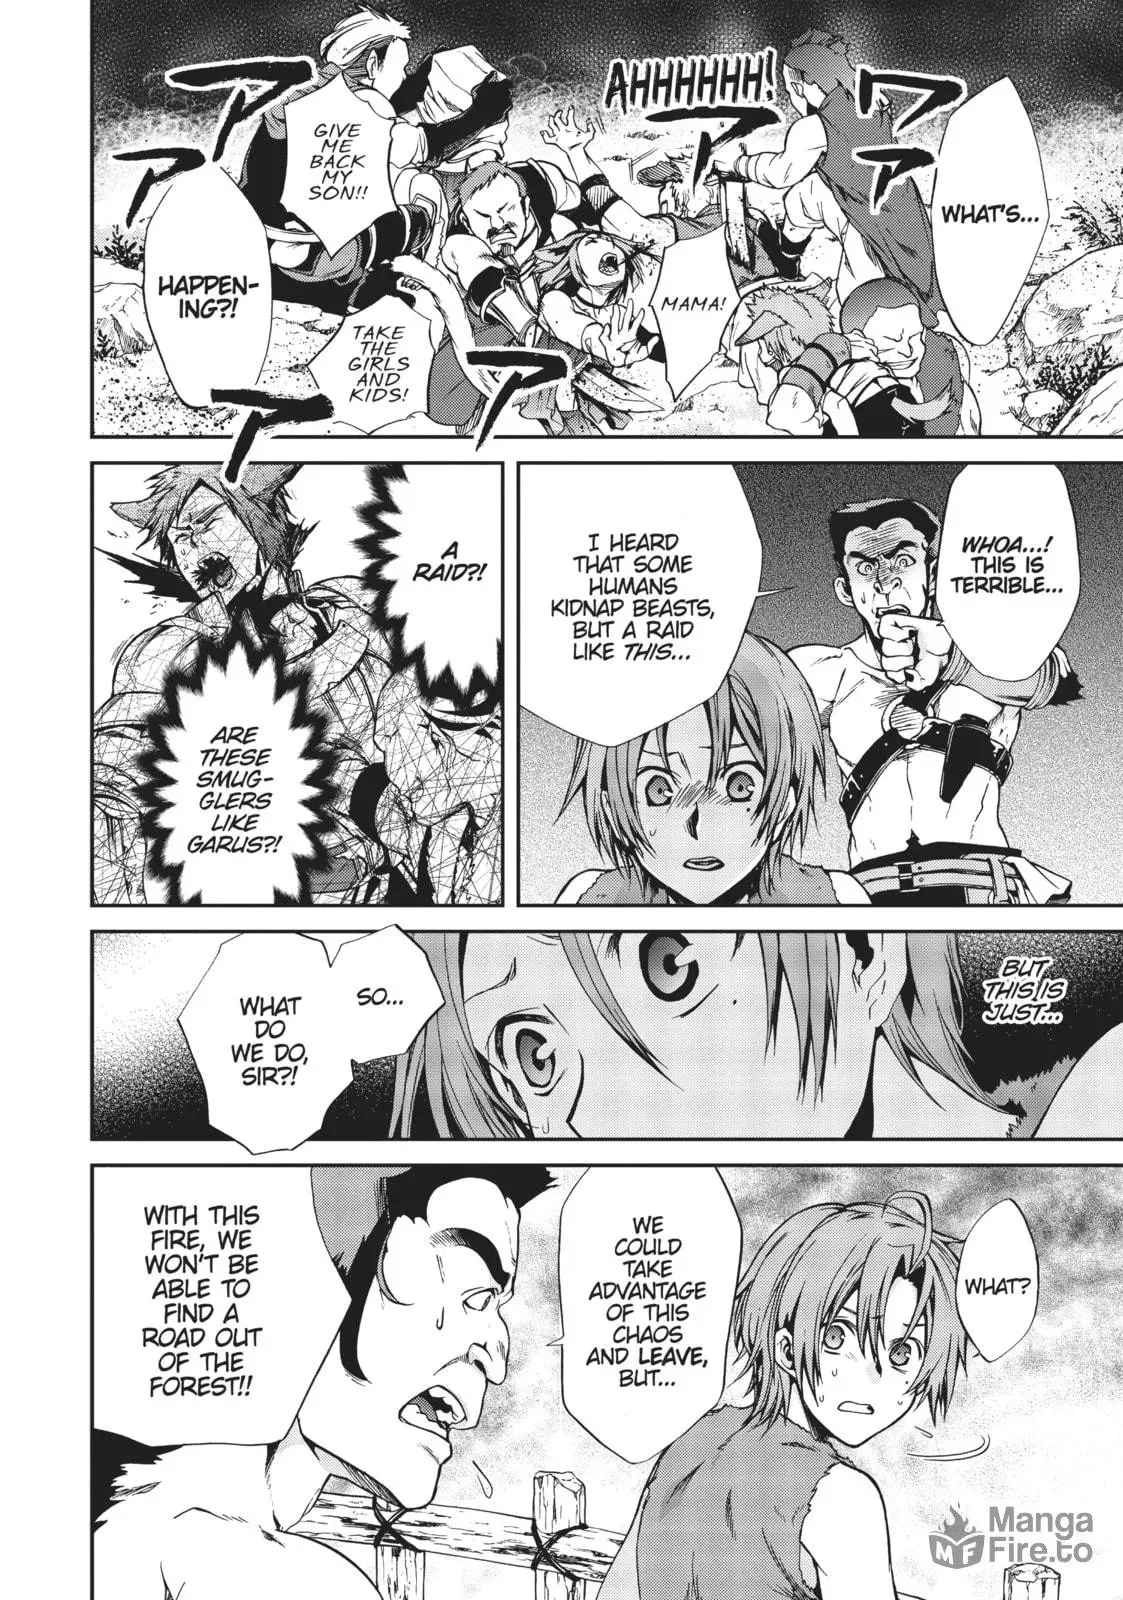 WHAT'S...
ワ
ア
AHHHHHH!
MAMA!
GIVE
ME
BACK
MY
SON!!
ア
ア
HAPPEN-
ING?!
TAKE
THE
GIRLS
AND
KIDS!
ア
ア
WHOA...!
THIS IS
TERRIBLE...
I HEARD
THAT SOME
HUMANS
KIDNAP BEASTS,
BUT A RAID
LIKE THIS...
A
RAID?!
ARE
THESE
SMUG-
GLERS
LIKE
GARUS?!
BUT
THIS IS
JUST...
SO...
WHAT
DO
WE DO,
SIR?!
WHAT?
WE
COULD
TAKE
ADVANTAGE
OF THIS
CHAOS
AND LEAVE,
BUT...
WITH THIS
FIRE, WE
WON'T BE
ABLE TO
FIND A
ROAD OUT
OF THE
FOREST!!
MF
Manga
Fire.to